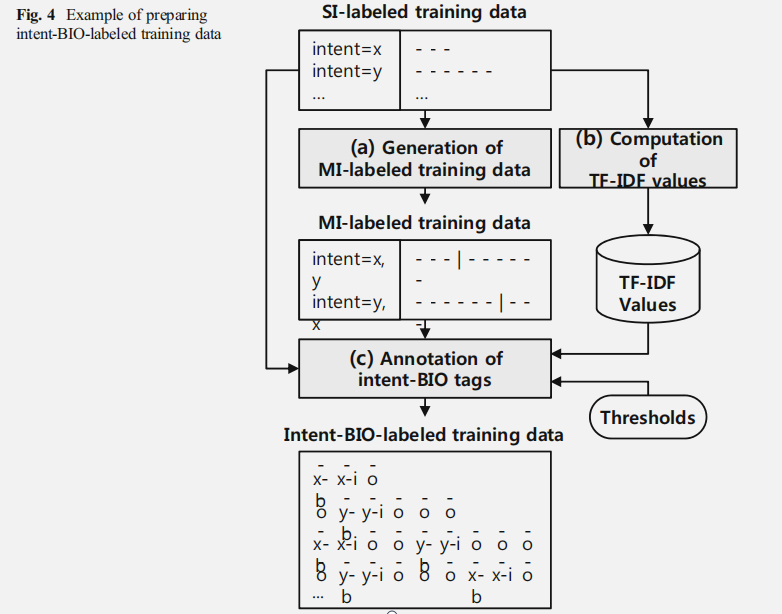 Fig. 4 Example of preparing
intent-BIO-labeled training data
SI-labeled training data
intent=x
- - -
intent=y
- - - - - -
...
...
(a) Generation of
MI-labeled training data
(b) Computation
of
TF-IDF values
MI-labeled training data
intent=x,
y
- - - | - - - - -
-
intent=y,
x
- - - - - - | - -
-
TF-IDF
Values
(c) Annotation of
intent-BIO tags
Thresholds
Intent-BIO-labeled training data
- - -
x- x-i o
b
- - - - - -
o y- y-i o o o
b
- - - - - - - - -
x- x-i o o y- y-i o o o
b b
- - - - - - - - -
o y- y-i o o o x- x-i o
... b b